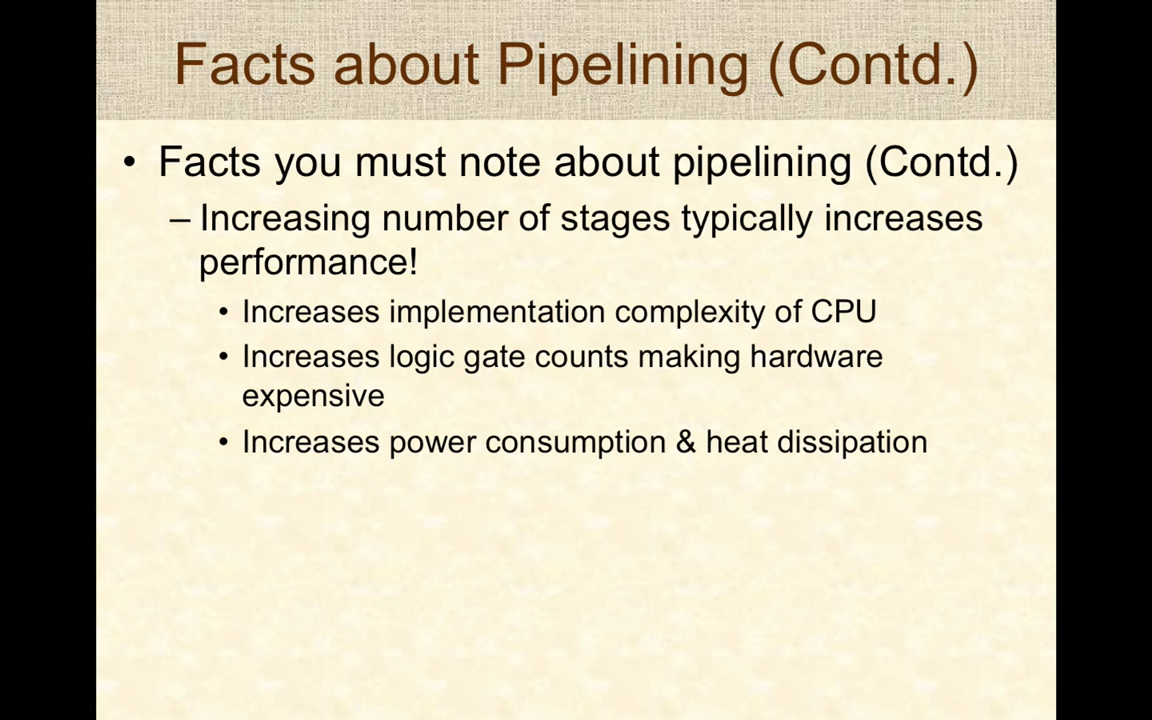 Facts about Pipelining (Contd.)
• Facts you must note about pipelining (Contd.)
– Increasing number of stages typically increases
performance!
• Increases implementation complexity of CPU
• Increases logic gate counts making hardware
expensive
• Increases power consumption & heat dissipation